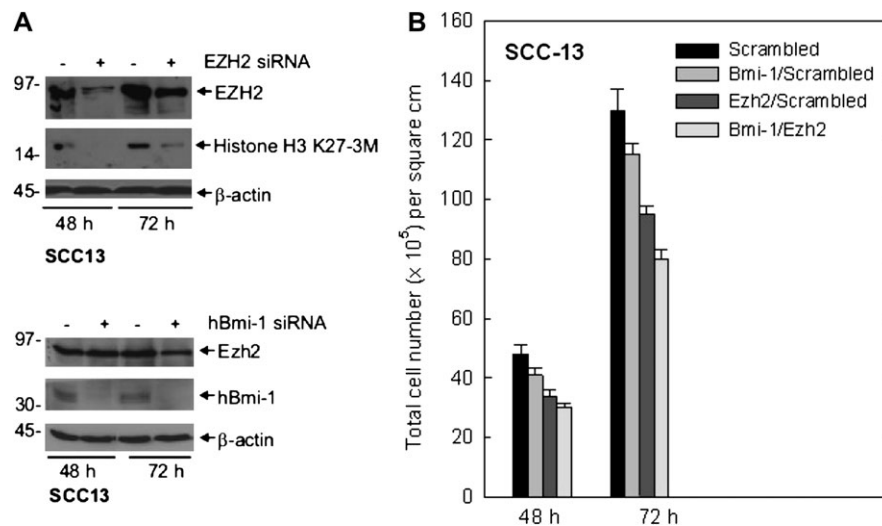 A
- + - + EZH2 siRNA
97-
EZH2
14-
Histone H3 K27-3M
45-
β-actin
48 h 72 h
SCC13
- + - + hBmi-1 siRNA
97-
Ezh2
30-
hBmi-1
45-
β-actin
48 h 72 h
SCC13
B
SCC-13
Scrambled
Bmi-1/Scrambled
Ezh2/Scrambled
Bmi-1/Ezh2
Total cell number (× 10⁵) per square cm
160
140
120
100
80
60
40
20
0
48 h 72 h